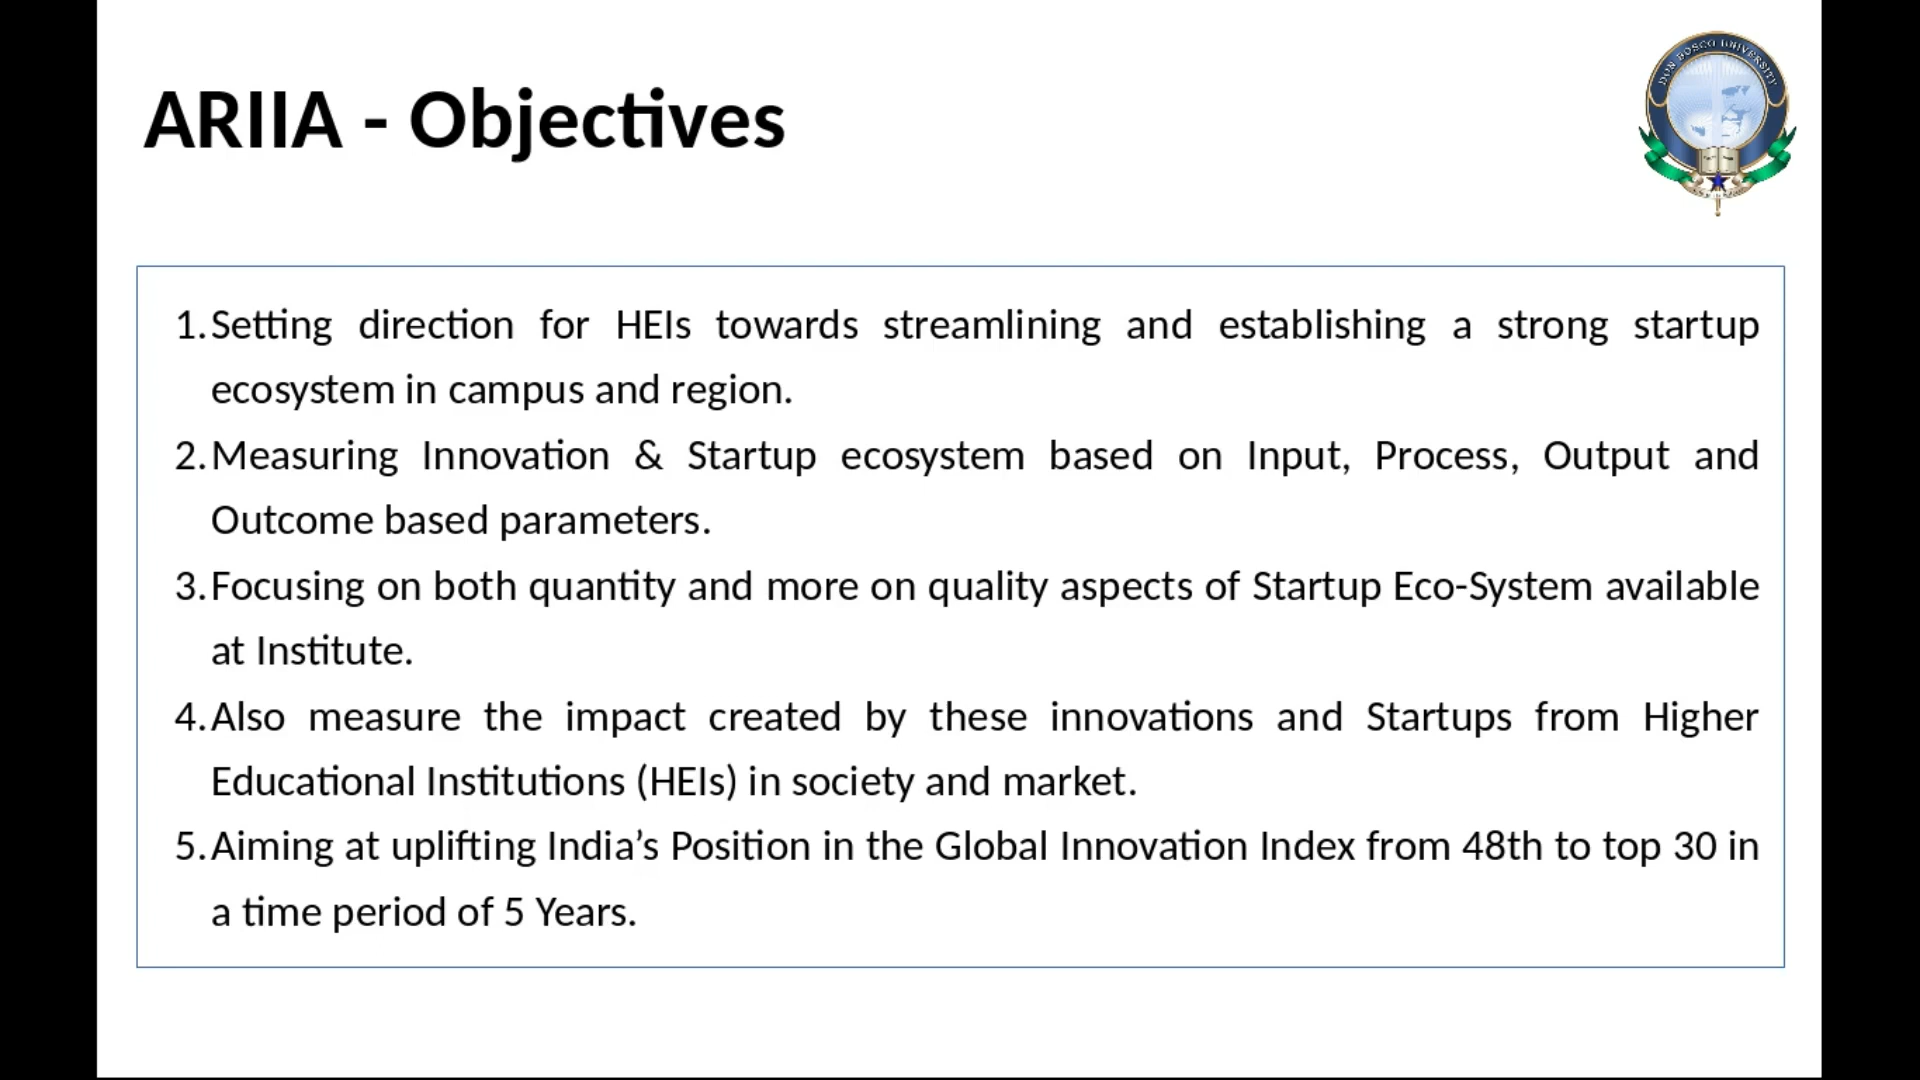 ARIIA - Objectives
DON BOSCO UNIVERSITY
1.Setting direction for HEIs towards streamlining and establishing a strong startup
ecosystem in campus and region.
2.Measuring Innovation & Startup ecosystem based on Input, Process, Output and
Outcome based parameters.
3.Focusing on both quantity and more on quality aspects of Startup Eco-System available
at Institute.
4.Also measure the impact created by these innovations and Startups from Higher
Educational Institutions (HEIs) in society and market.
5.Aiming at uplifting India’s Position in the Global Innovation Index from 48th to top 30 in
a time period of 5 Years.